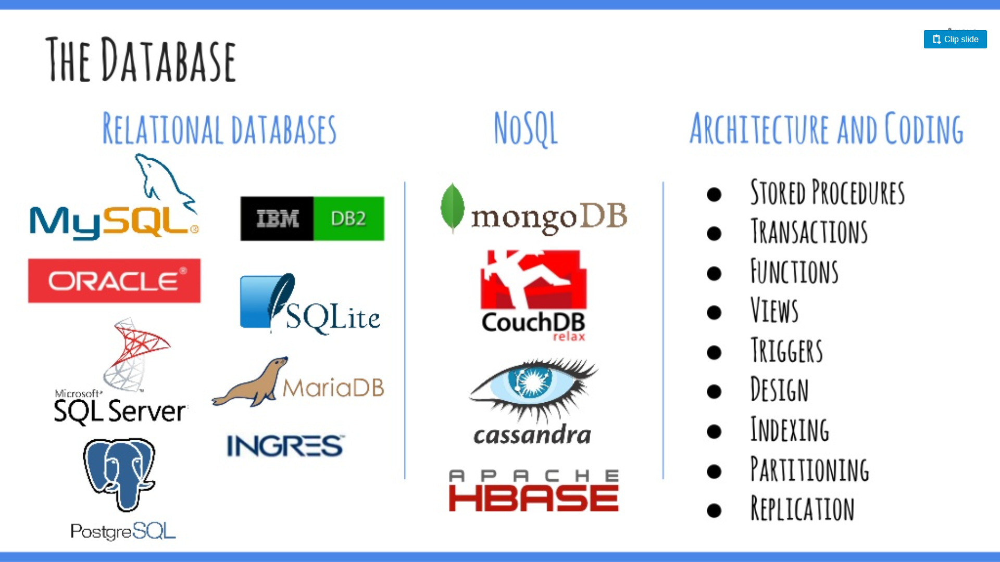 The Database
Clip slide
Relational databases
MySQL®
IBM DB2
ORACLE®
SQLite
Microsoft®
SQL Server
MariaDB
INGRES™
PostgreSQL
NoSQL
mongoDB
CouchDB
relax
cassandra
APACHE
HBASE
Architecture and Coding
● Stored Procedures
● Transactions
● Functions
● Views
● Triggers
● Design
● Indexing
● Partitioning
● Replication